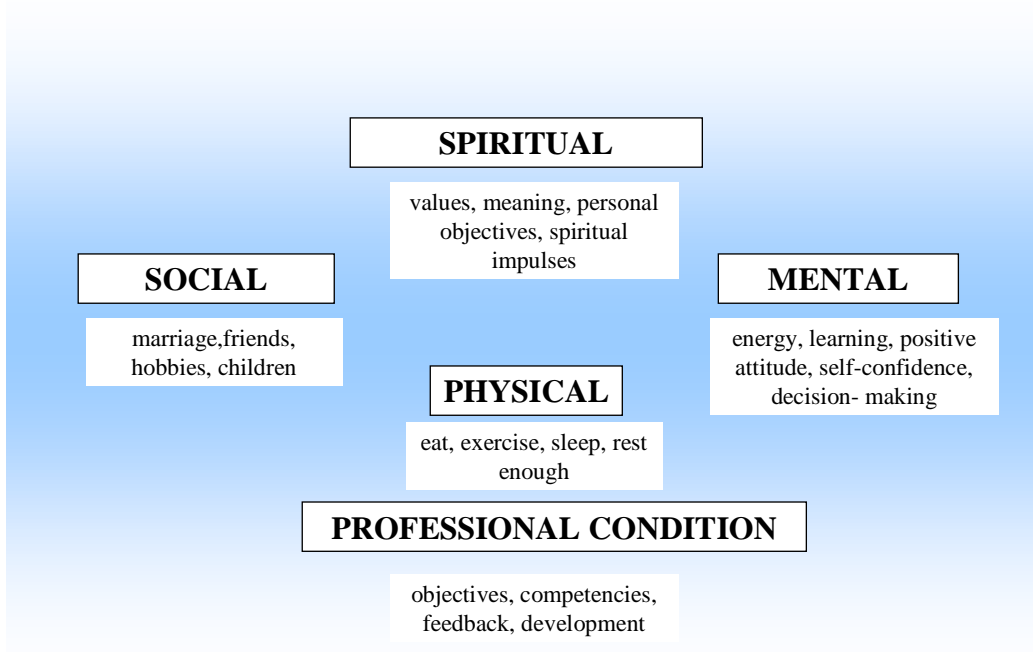 SPIRITUAL
values, meaning, personal
objectives, spiritual
impulses
SOCIAL
marriage,friends,
hobbies, children
MENTAL
energy, learning, positive
attitude, self-confidence,
decision- making
PHYSICAL
eat, exercise, sleep, rest
enough
PROFESSIONAL CONDITION
objectives, competencies,
feedback, development